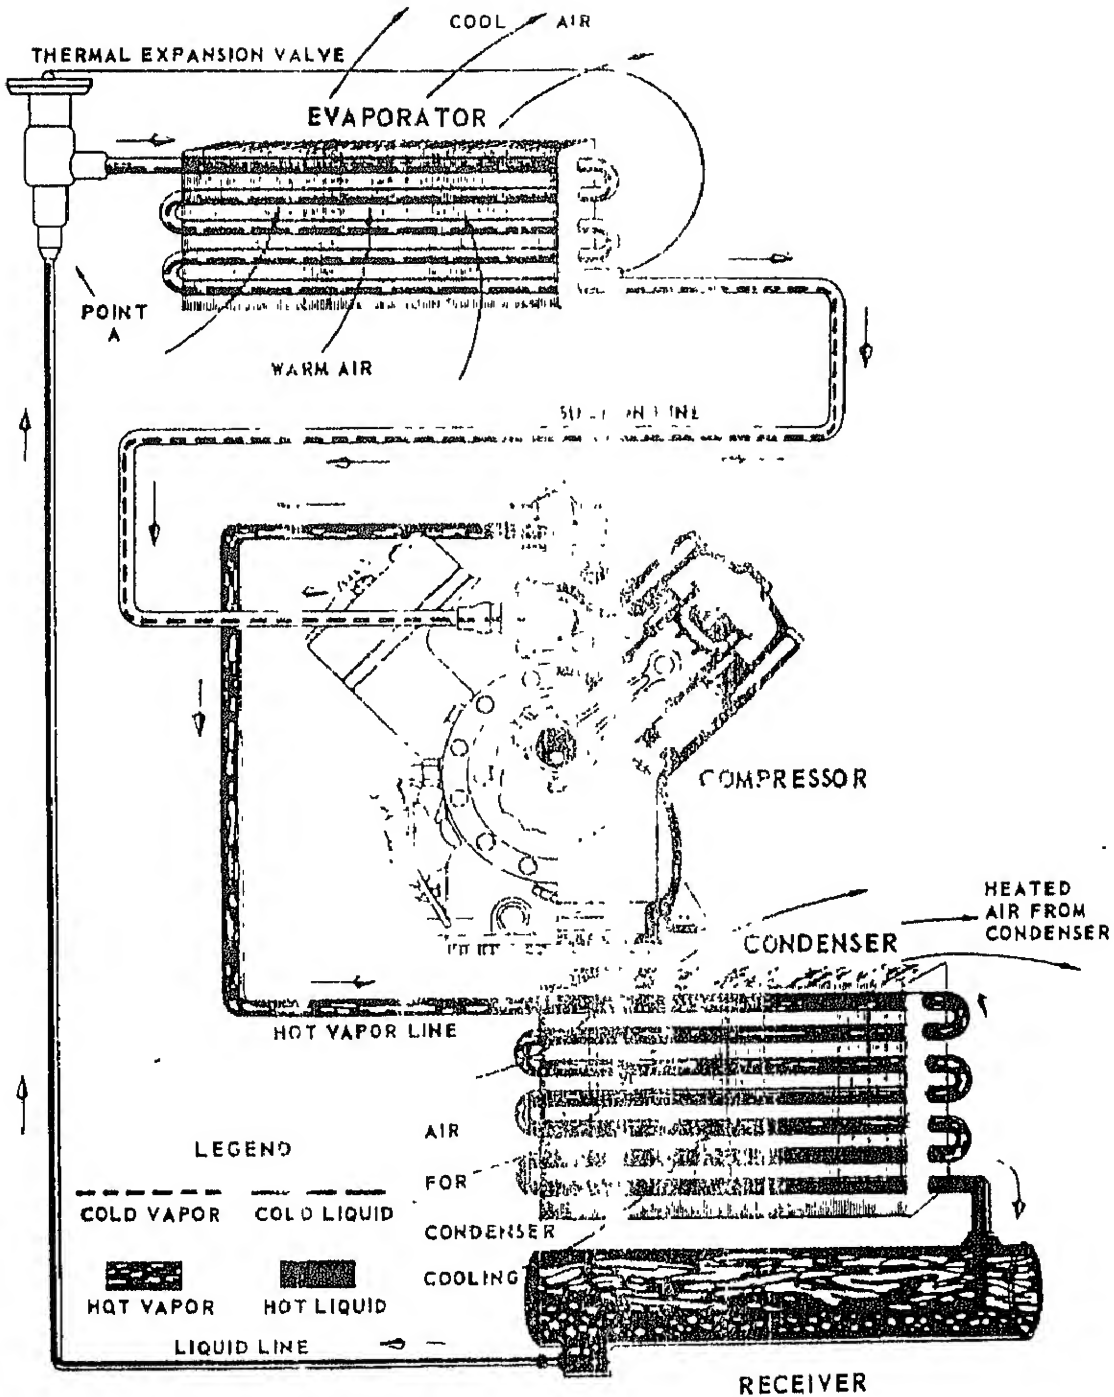 COOL AIR
THERMAL EXPANSION VALVE
EVAPORATOR
POINT
A
WARM AIR
COMPRESSOR
HEATED
AIR FROM
CONDENSER
CONDENSER
HOT VAPOR LINE
AIR
FOR
CONDENSER
COOLING
LEGEND
COLD VAPOR COLD LIQUID
HOT VAPOR HOT LIQUID
LIQUID LINE
RECEIVER